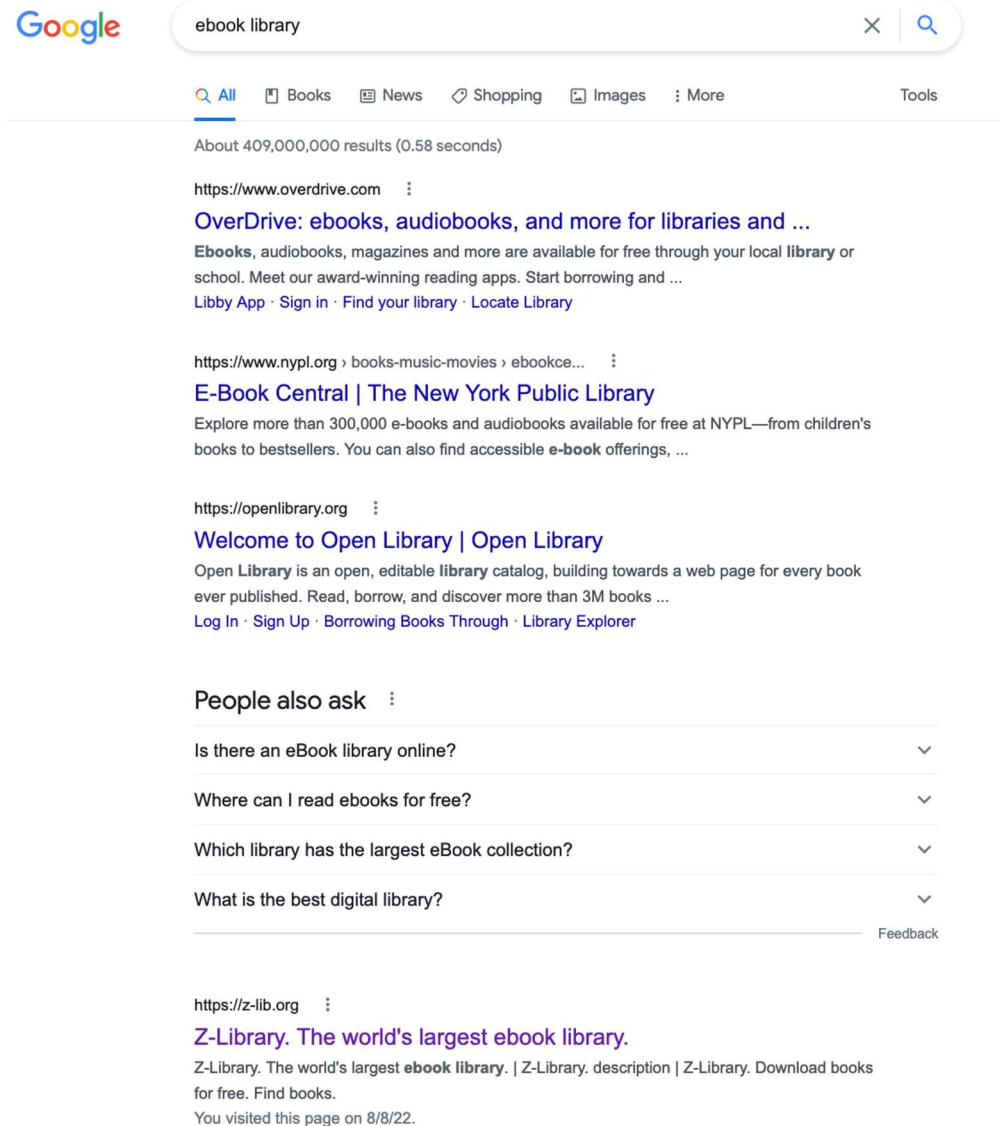 Google
ebook library
All Books News Shopping Images More Tools
About 409,000,000 results (0.58 seconds)
https://www.overdrive.com
OverDrive: ebooks, audiobooks, and more for libraries and ...
Ebooks, audiobooks, magazines and more are available for free through your local library or
school. Meet our award-winning reading apps. Start borrowing and ...
Libby App · Sign in · Find your library · Locate Library
https://www.nypl.org › books-music-movies › ebookce...
E-Book Central | The New York Public Library
Explore more than 300,000 e-books and audiobooks available for free at NYPL—from children's
books to bestsellers. You can also find accessible e-book offerings, ...
https://openlibrary.org
Welcome to Open Library | Open Library
Open Library is an open, editable library catalog, building towards a web page for every book
ever published. Read, borrow, and discover more than 3M books ...
Log In · Sign Up · Borrowing Books Through · Library Explorer
People also ask
Is there an eBook library online?
Where can I read ebooks for free?
Which library has the largest eBook collection?
What is the best digital library?
Feedback
https://z-lib.org
Z-Library. The world's largest ebook library.
Z-Library. The world's largest ebook library. | Z-Library. description | Z-Library. Download books
for free. Find books.
You visited this page on 8/8/22.